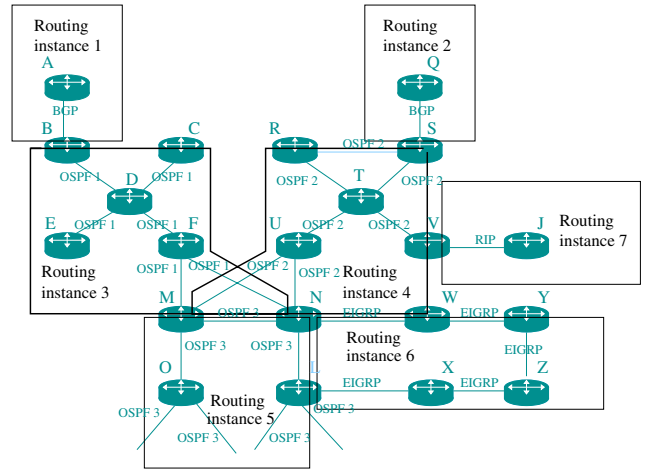 Routing
instance 1
Routing
instance 2
A
Q
BGP
BGP
B
C
R
S
OSPF 2
OSPF 1
D
OSPF 1
OSPF 2
T
OSPF 2
E
OSPF 1
OSPF 1
F
U
OSPF 2
OSPF 2
V
RIP
J
Routing
instance 7
Routing
instance 3
OSPF 1
OSPF 1
OSPF 2
OSPF 2
Routing
instance 4
M
OSPF 3
N
EIGRP
W
EIGRP
Y
OSPF 3
OSPF 3
Routing
instance 6
EIGRP
O
L
EIGRP
X
EIGRP
Z
OSPF 3
OSPF 3
Routing
instance 5
OSPF 3
OSPF 3